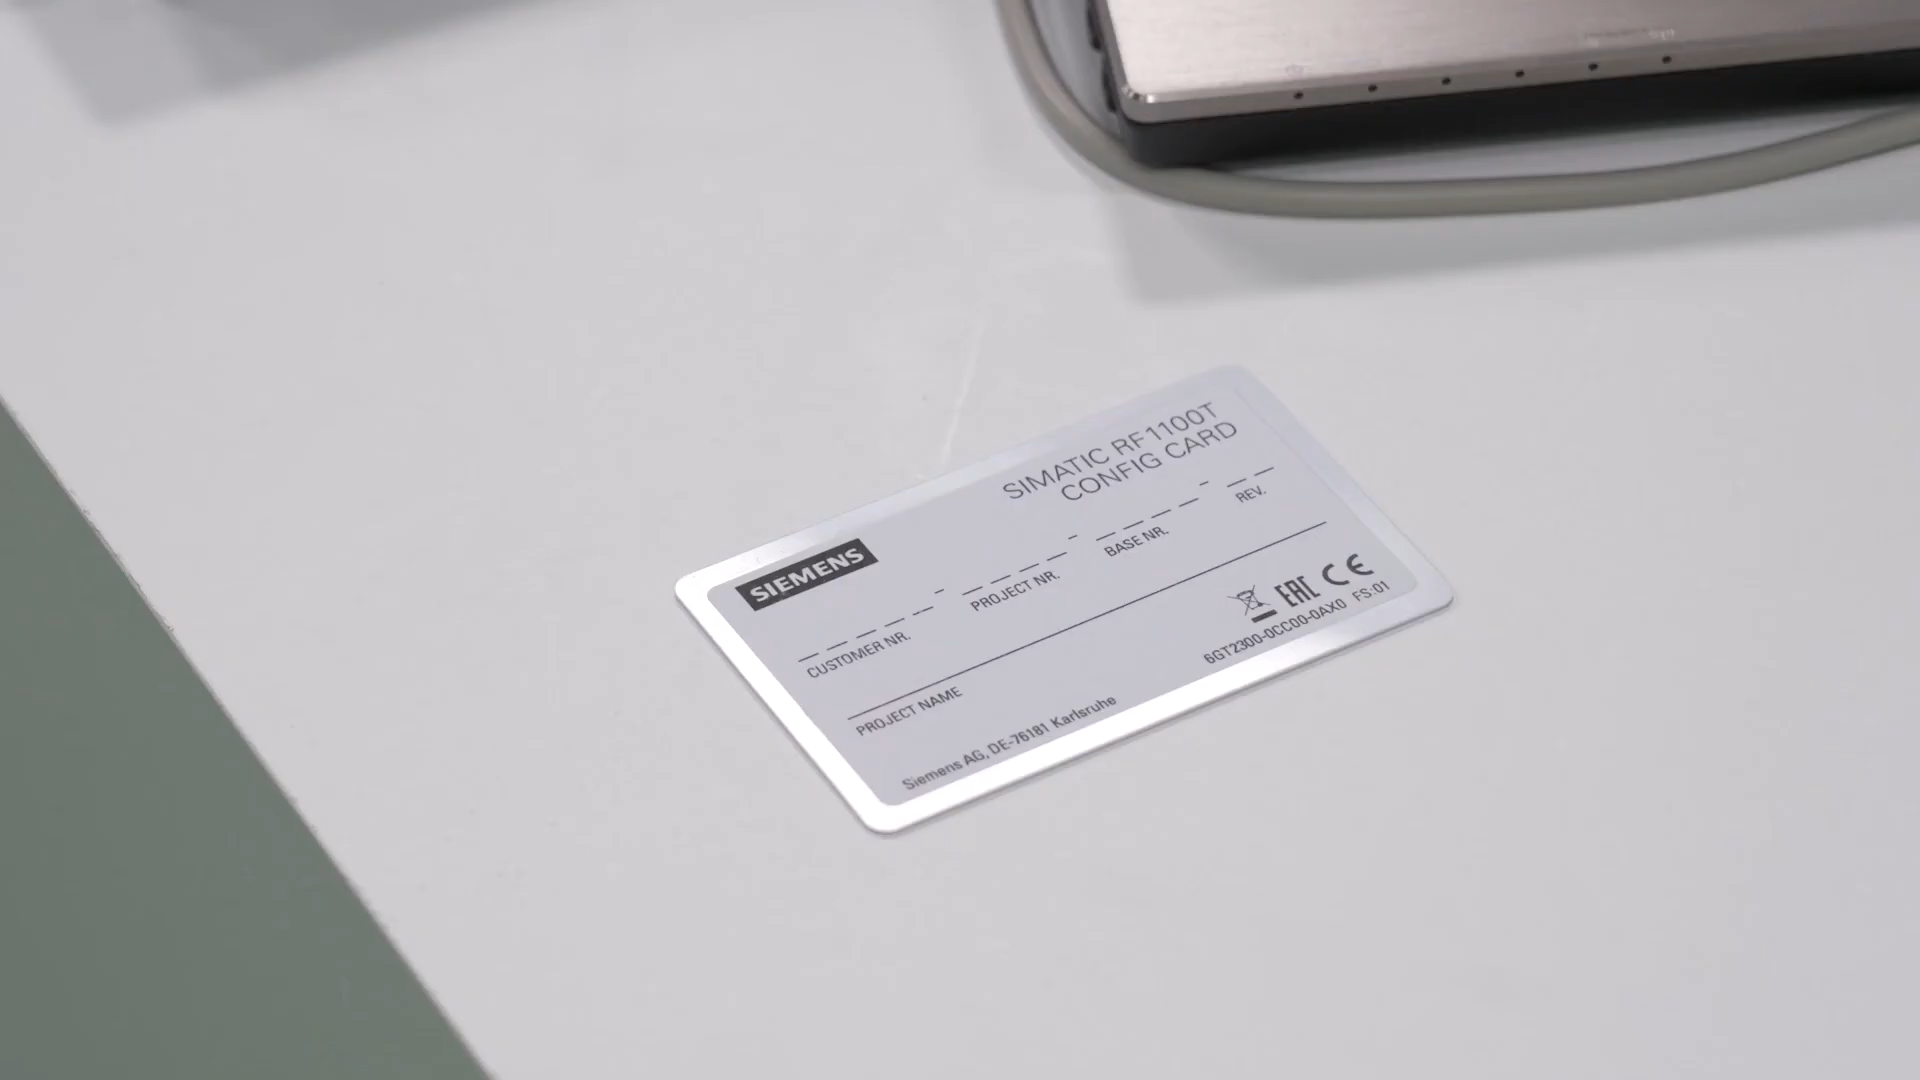 SIEMENS
SIMATIC RF1100T
CONFIG CARD
CUSTOMER NR.
PROJECT NR.
BASE NR.
REV.
PROJECT NAME
EAC CE
6GT2300-0CC00-0AX0 FS:01
Siemens AG, DE-76181 Karlsruhe